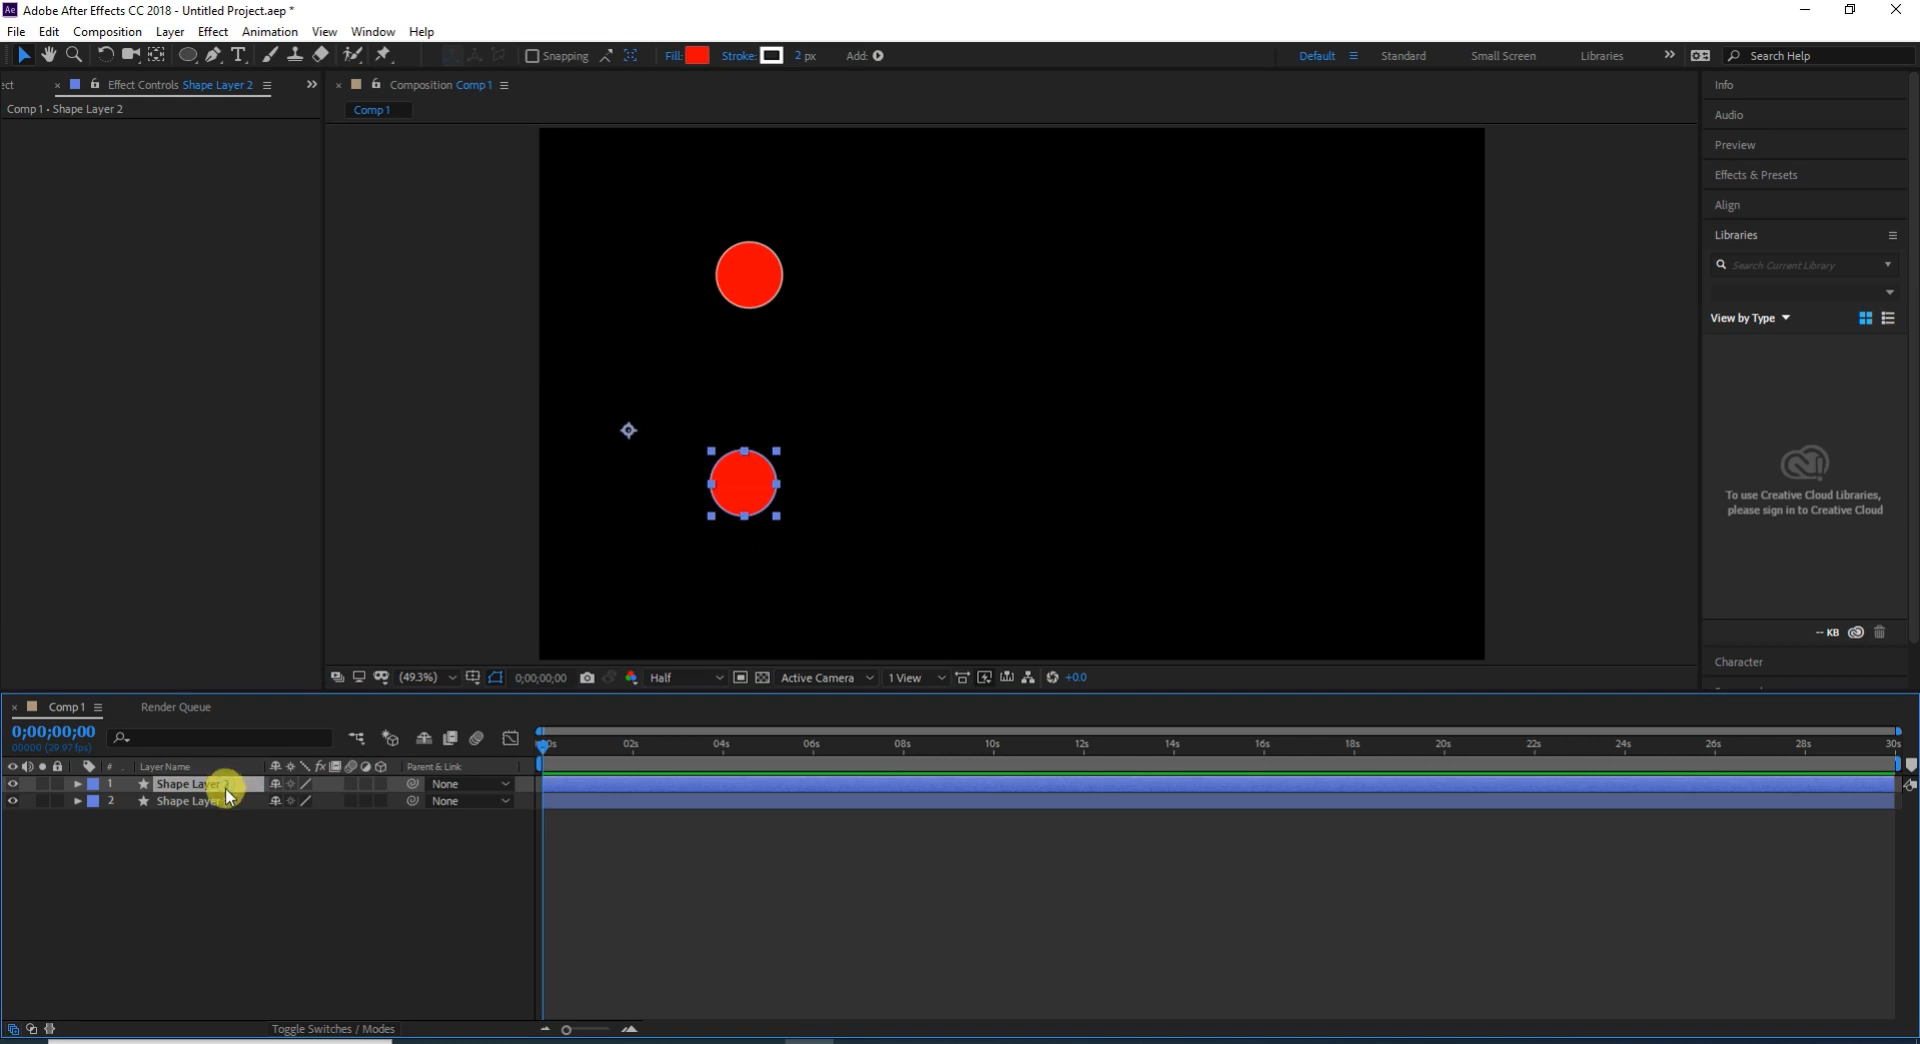 Adobe After Effects CC 2018 - Untitled Project.aep *
File Edit Composition Layer Effect Animation View Window Help
Snapping Fill: Stroke: 2 px Add: Default Standard Small Screen Libraries Search Help
ect Effect Controls Shape Layer 2 Composition Comp 1
Comp 1 • Shape Layer 2
Comp 1
Info
Audio
Preview
Effects & Presets
Align
Libraries
Search Current Library
View by Type
To use Creative Cloud Libraries,
please sign in to Creative Cloud
-- KB
Character
(49.3%) 0;00;00;00 Half Active Camera 1 View +0.0
Comp 1 Render Queue
0;00;00;00
00000 (29.97 fps)
02s 04s 06s 08s 10s 12s 14s 16s 18s 20s 22s 24s 26s 28s 30s
# Layer Name fx Parent & Link
1 Shape Layer None
2 Shape Layer None
Toggle Switches / Modes